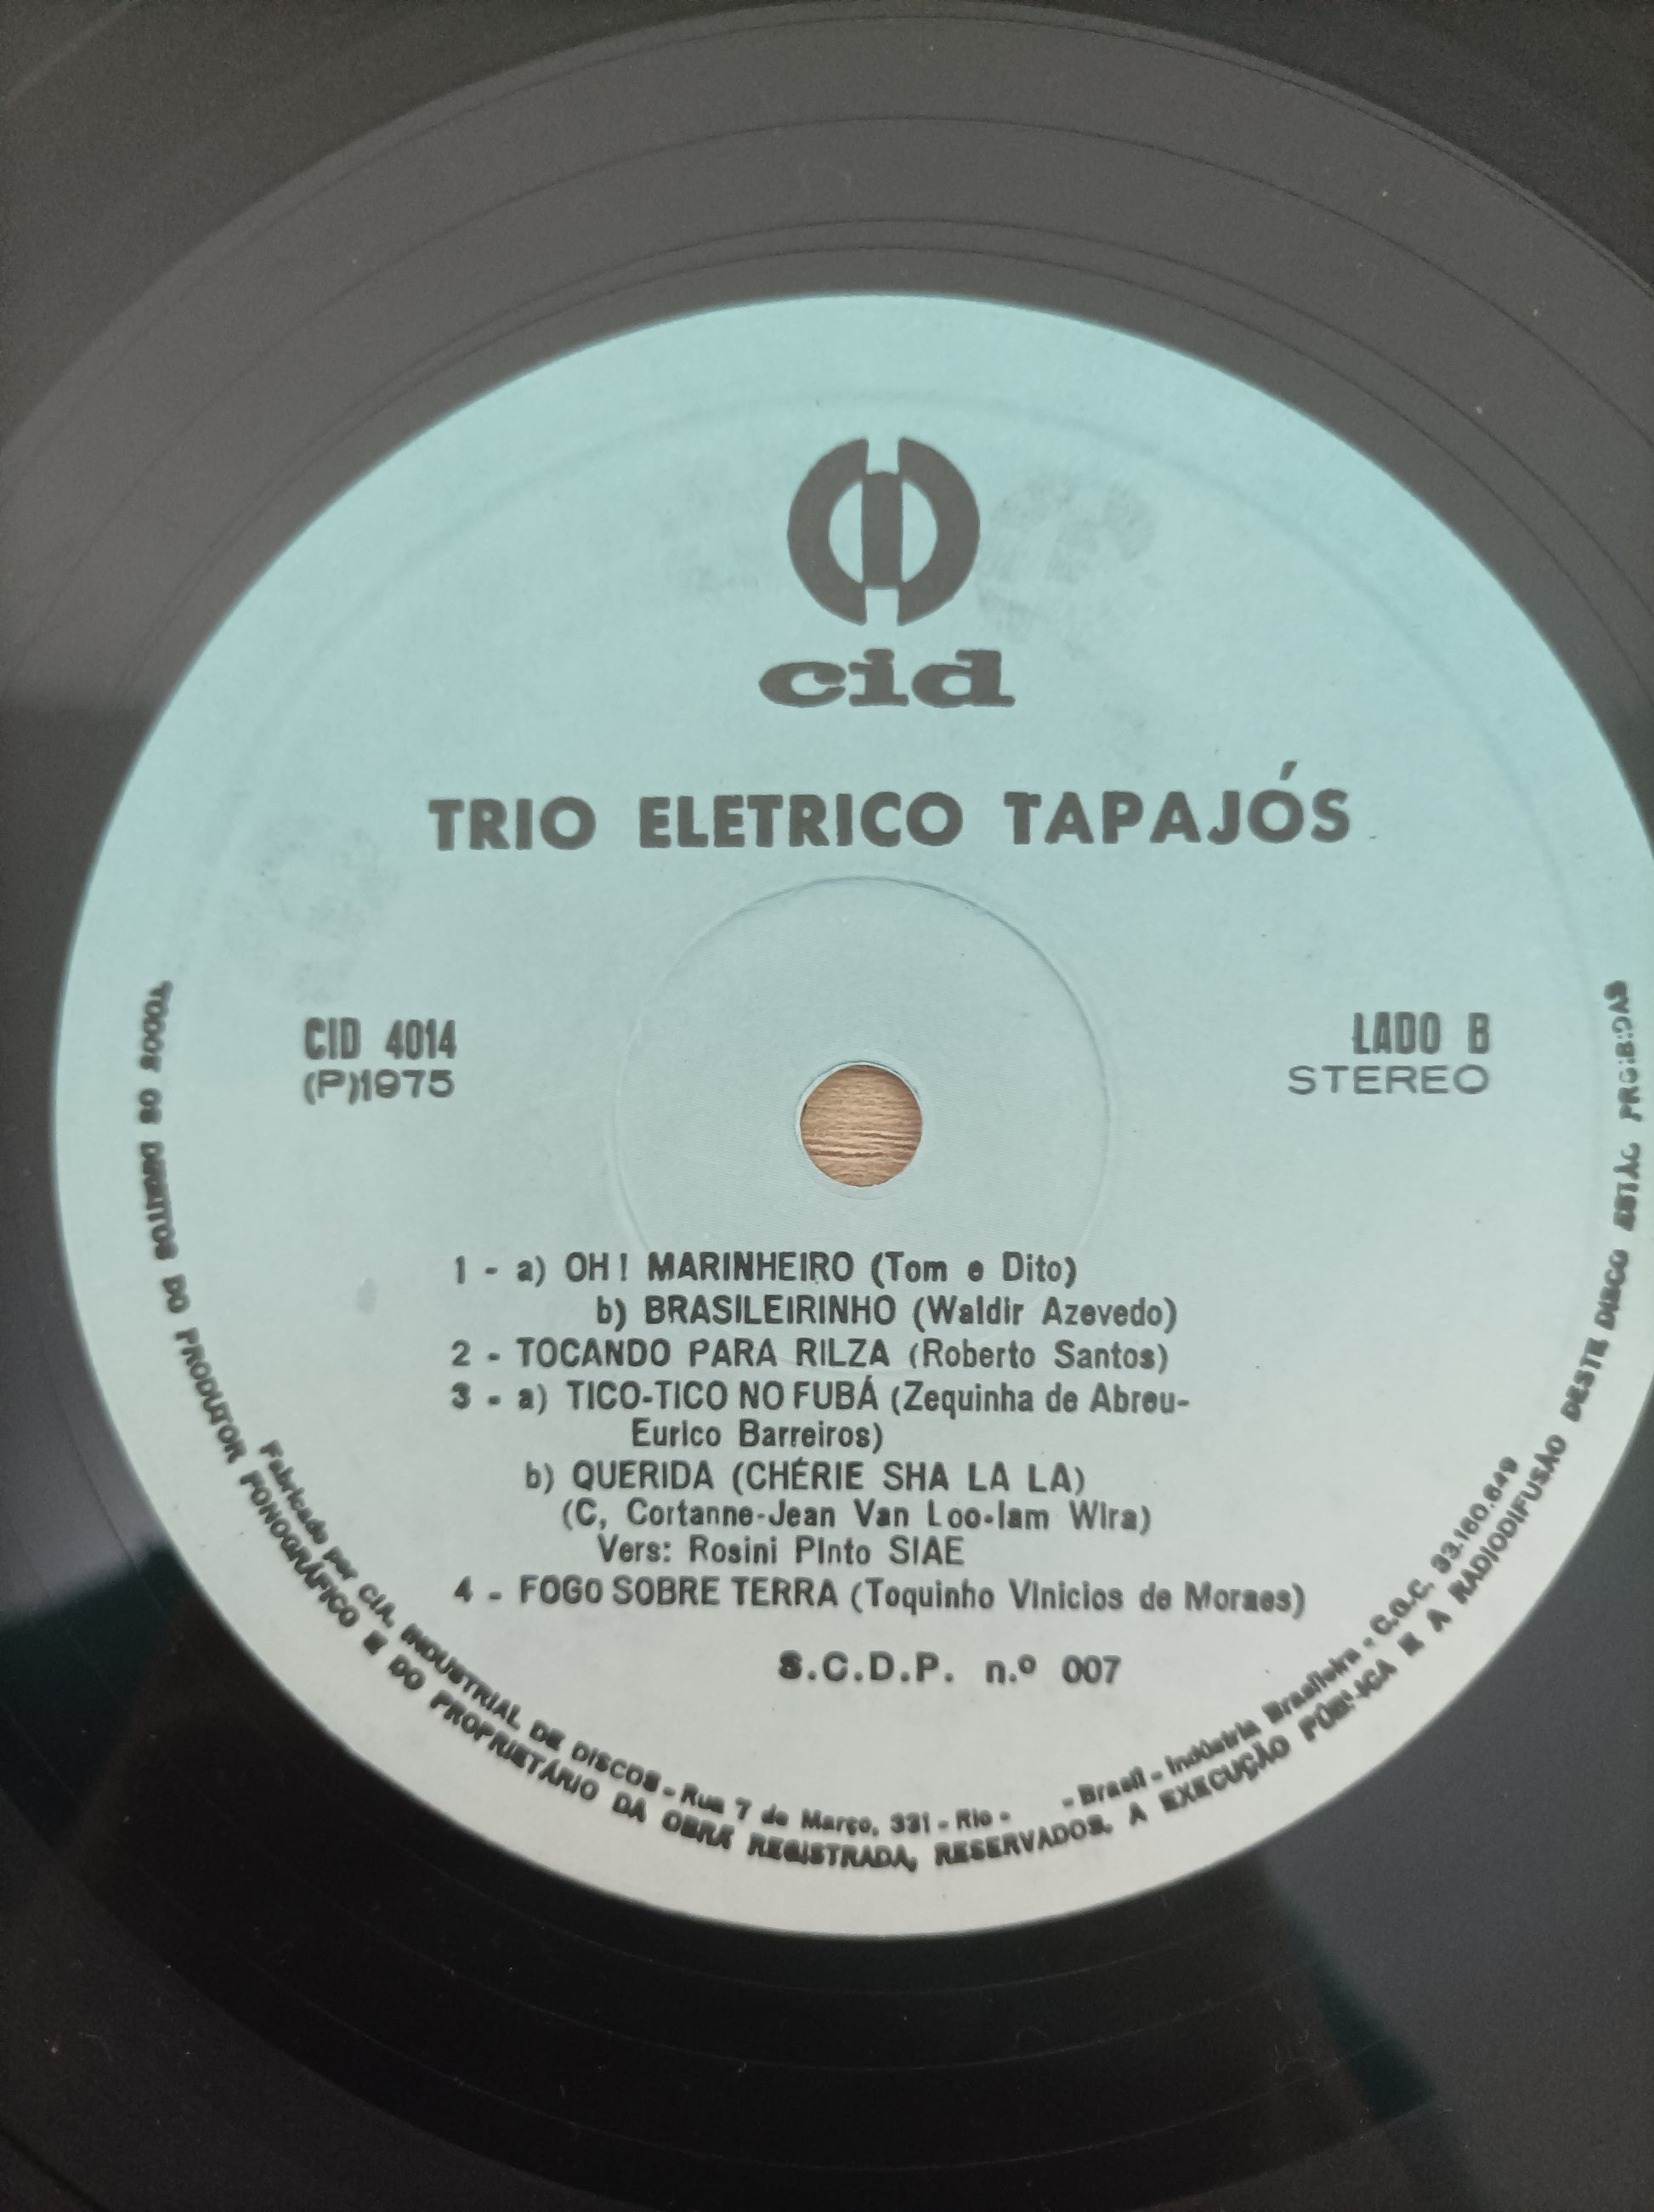 cid
TRIO ELETRICO TAPAJÓS
CID 4014
(P)1975
LADO B
STEREO
1 - a) OH! MARINHEIRO (Tom e Dito)
b) BRASILEIRINHO (Waldir Azevedo)
2 - TOCANDO PARA RILZA (Roberto Santos)
3 - a) TICO-TICO NO FUBÁ (Zequinha de Abreu-
Eurico Barreiros)
b) QUERIDA (CHÉRIE SHA LA LA)
(C, Cortanne-Jean Van Loo-Iam Wira)
Vers: Rosini Pinto SIAE
4 - FOGO SOBRE TERRA (Toquinho Vinicios de Moraes)
S.C.D.P. n.º 007
Fabricado por CIA. INDUSTRIAL DE DISCOS - Rua 7 de Março, 331 - Rio - - Brasil - Indústria Brasileira - C.G.C. 33.160.649
TODOS OS DIREITOS DO PRODUTOR FONOGRÁFICO E DO PROPRIETÁRIO DA OBRA REGISTRADA, RESERVADOS. A EXECUÇÃO PÚBLICA E A RADIODIFUSÃO DESTE DISCO ESTÃO PROIBIDAS